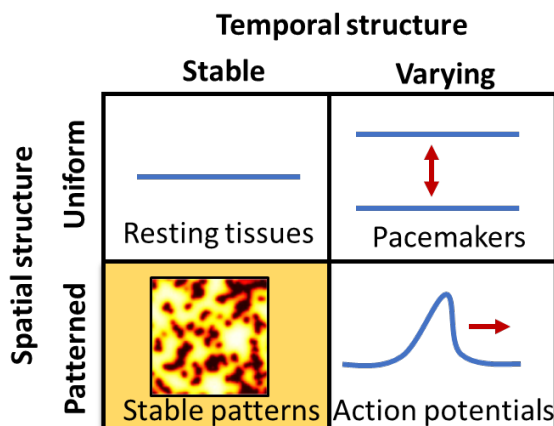 Temporal structure
Stable Varying
Spatial structure
Uniform
Resting tissues Pacemakers
Patterned
Stable patterns Action potentials